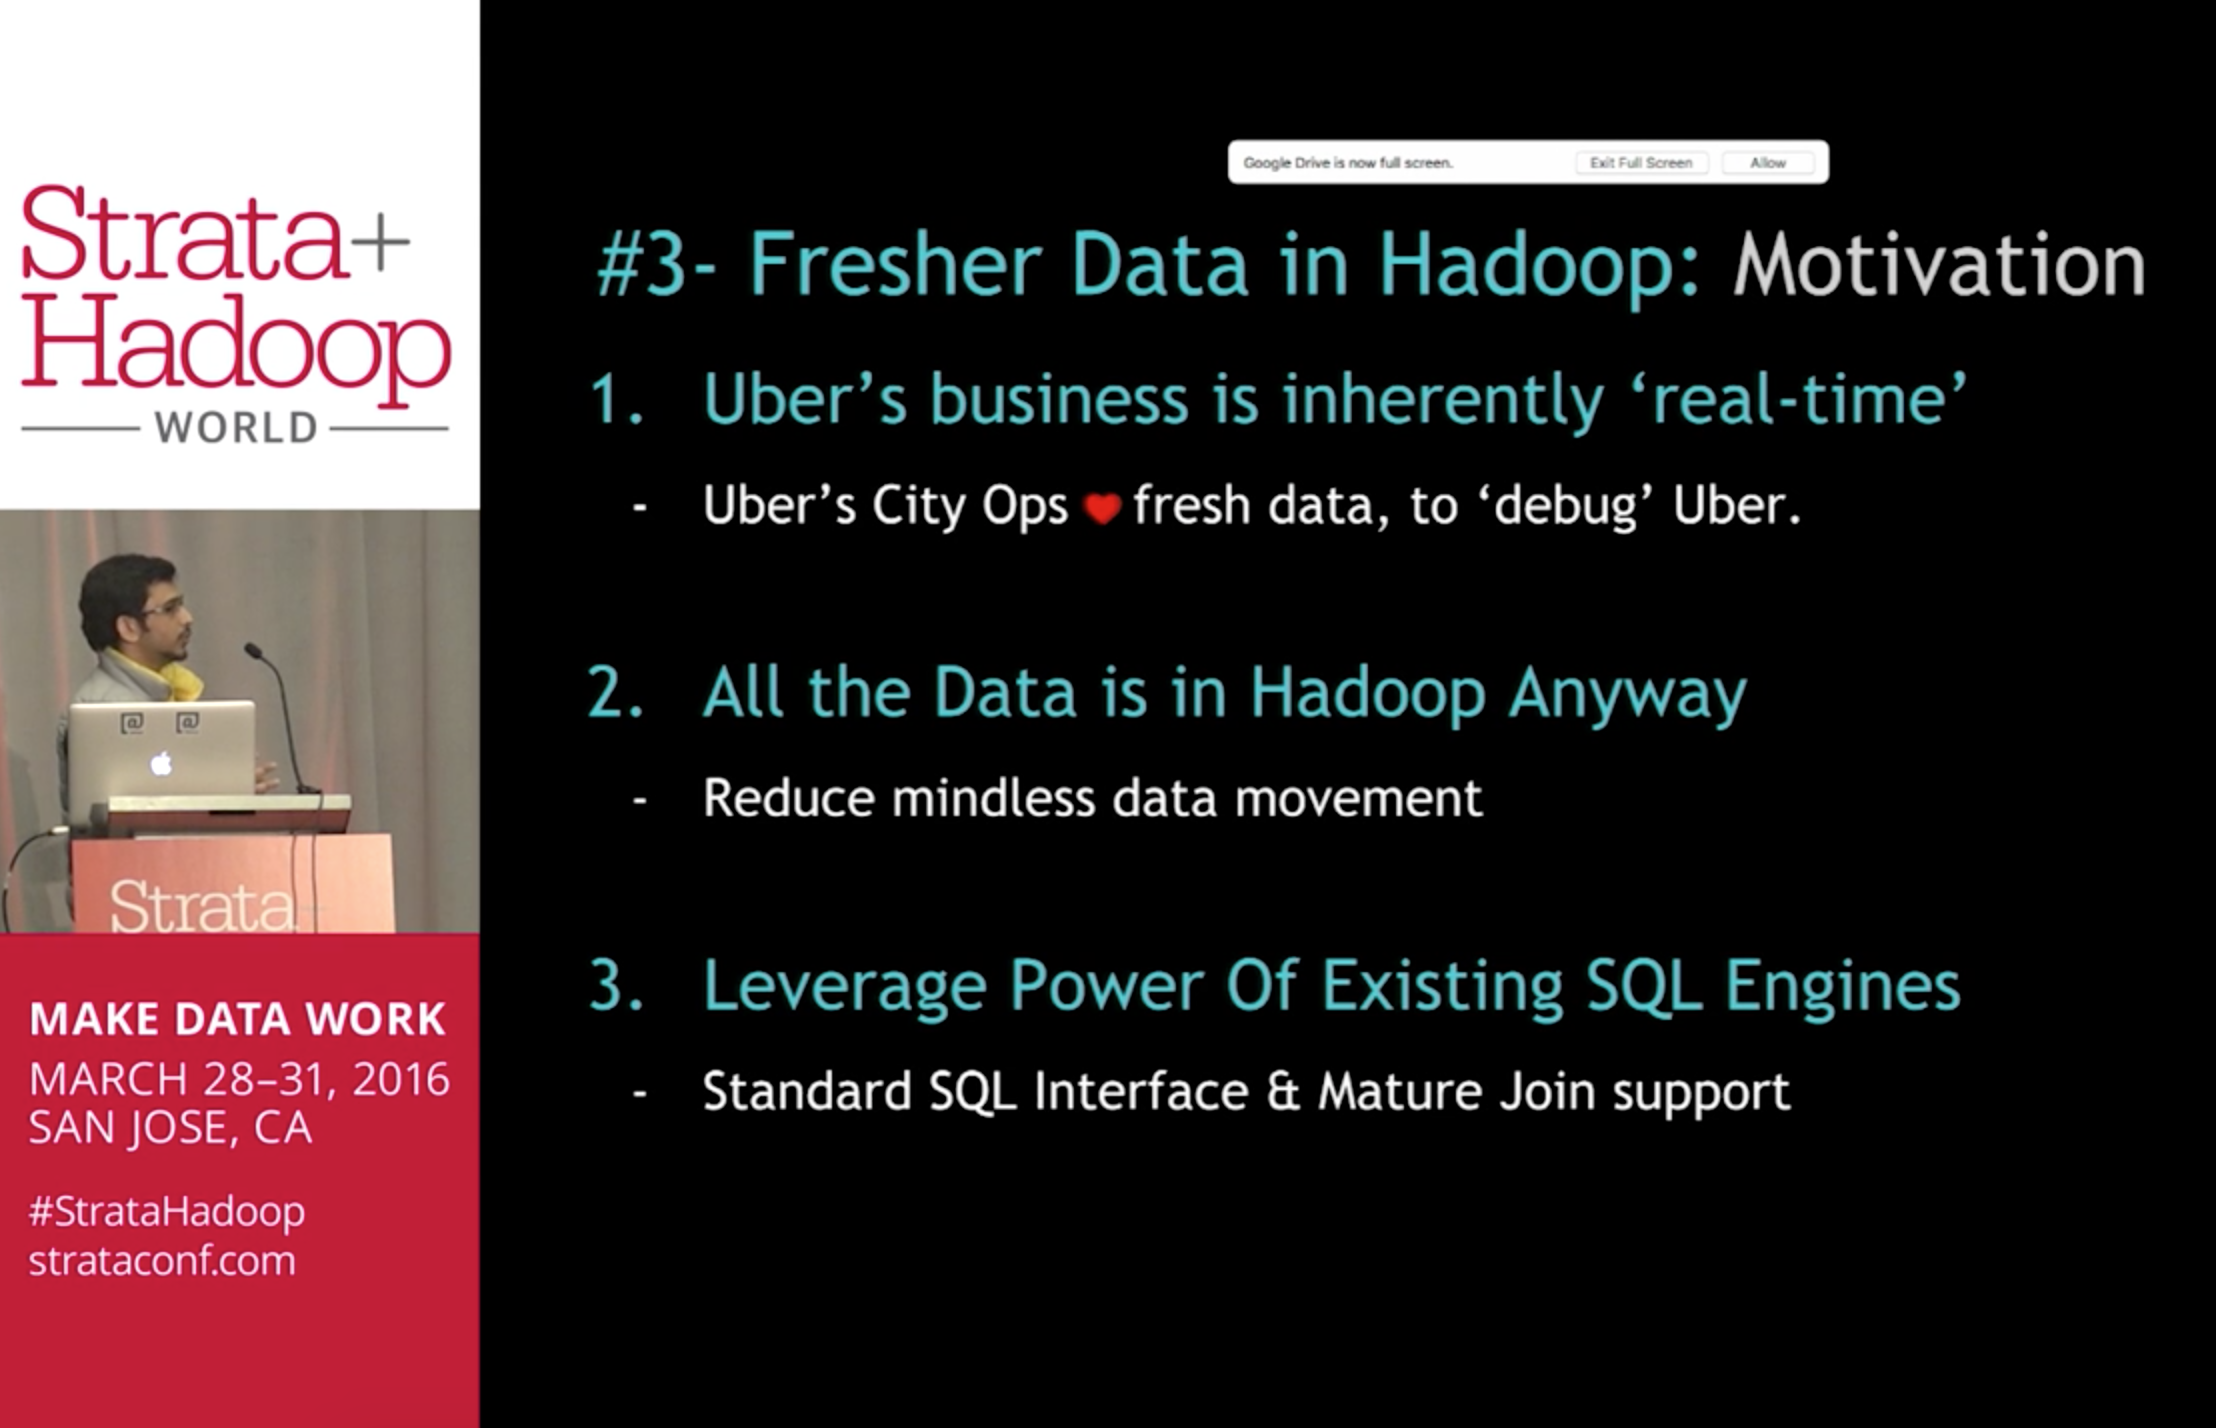 Strata+
Hadoop
WORLD
Strata
MAKE DATA WORK
MARCH 28–31, 2016
SAN JOSE, CA
#StrataHadoop
strataconf.com
Google Drive is now full screen. Exit Full Screen Allow
#3- Fresher Data in Hadoop: Motivation
1. Uber’s business is inherently ‘real-time’
- Uber’s City Ops ❤ fresh data, to ‘debug’ Uber.
2. All the Data is in Hadoop Anyway
- Reduce mindless data movement
3. Leverage Power Of Existing SQL Engines
- Standard SQL Interface & Mature Join support